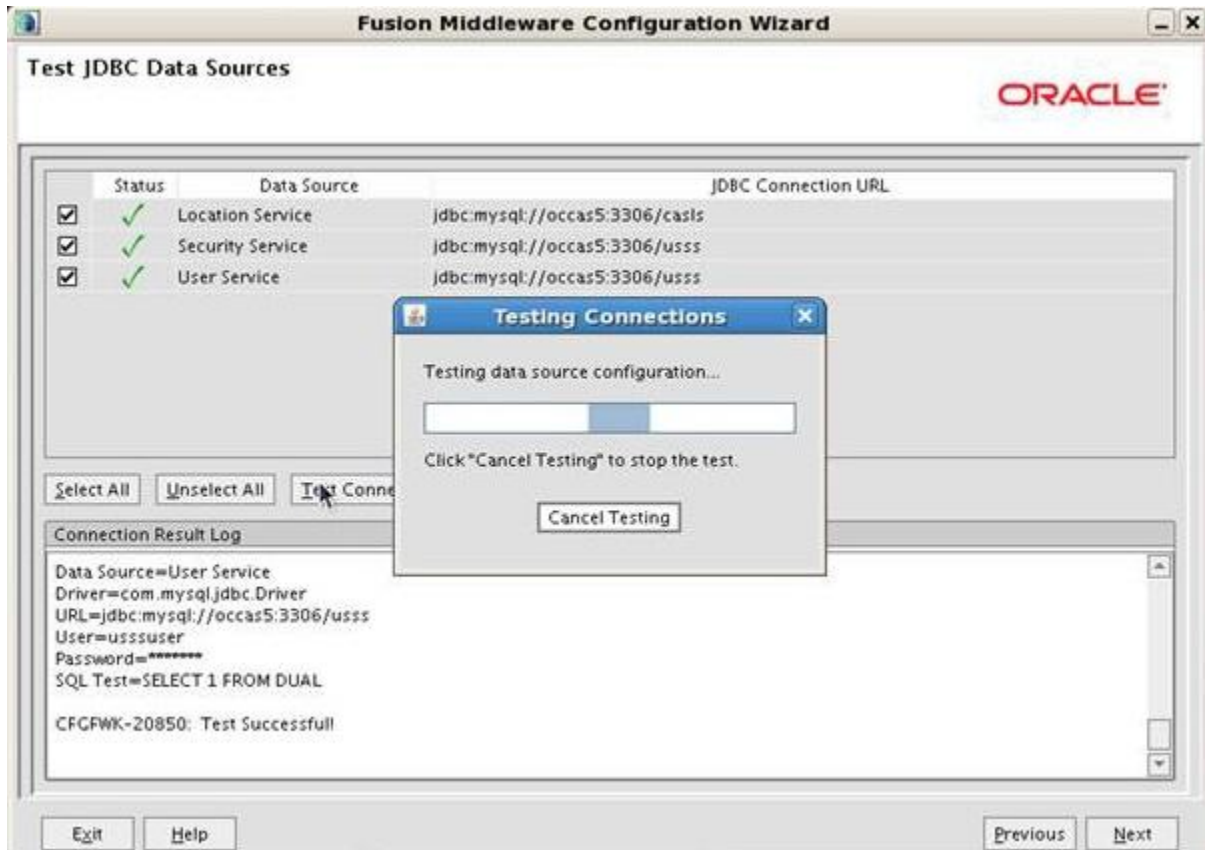 Fusion Middleware Configuration Wizard
Test JDBC Data Sources
ORACLE
Status Data Source JDBC Connection URL
Location Service jdbc:mysql://occas5:3306/casls
Security Service jdbc:mysql://occas5:3306/usss
User Service jdbc:mysql://occas5:3306/usss
Testing Connections
Testing data source configuration...
Click "Cancel Testing" to stop the test.
Cancel Testing
Select All Unselect All Test Conne
Connection Result Log
Data Source=User Service
Driver=com.mysql.jdbc.Driver
URL=jdbc:mysql://occas5:3306/usss
User=usssuser
Password=*******
SQL Test=SELECT 1 FROM DUAL
CFGFWK-20850: Test Successful!
Exit Help Previous Next